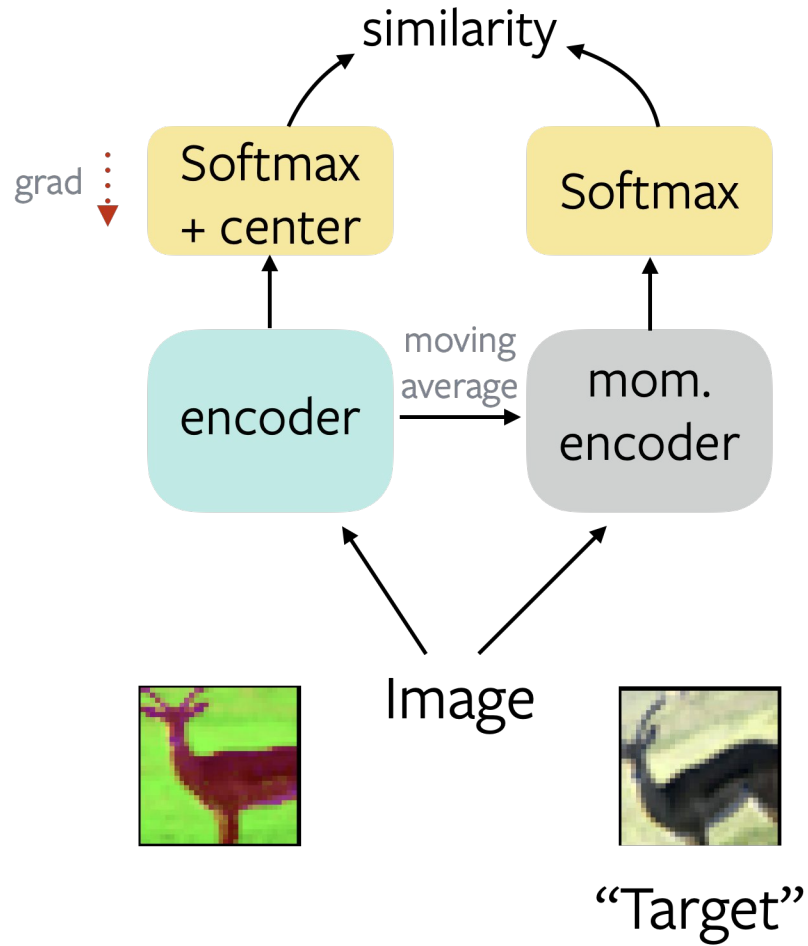 similarity
grad
Softmax
+ center
Softmax
encoder
moving
average
mom.
encoder
Image
“Target”